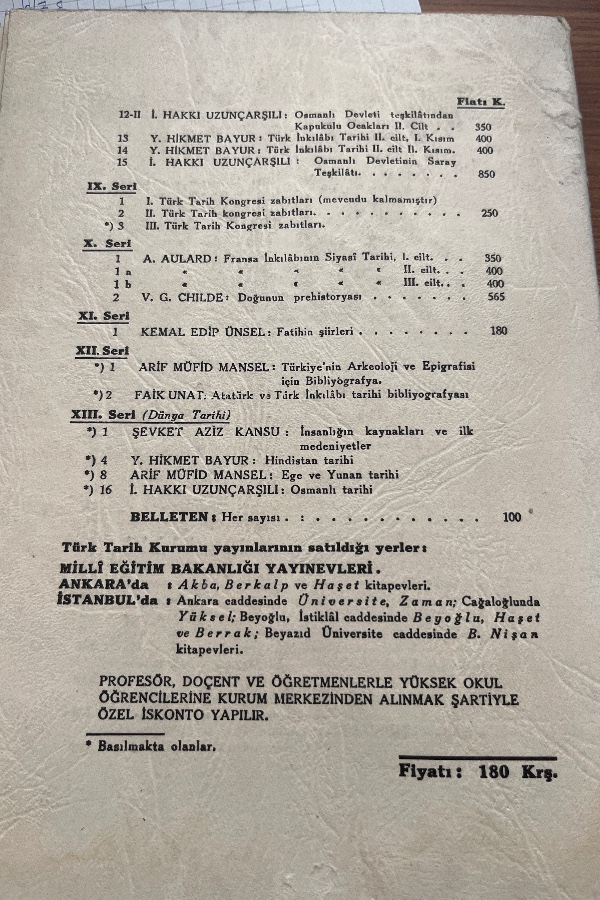 Fiatı K.
12-II İ. HAKKI UZUNÇARŞILI : Osmanlı Devleti teşkilâtından
Kapukulu Ocakları II. Cilt . . 350
13 Y. HİKMET BAYUR : Türk İnkılâbı Tarihi II. cilt, I. Kısım 400
14 Y. HİKMET BAYUR : Türk İnkılâbı Tarihi II. cilt II. Kısım. 400
15 İ. HAKKI UZUNÇARŞILI : Osmanlı Devletinin Saray
Teşkilâtı. . . . . . . . 850
IX. Seri
1 I. Türk Tarih Kongresi zabıtları (mevcudu kalmamıştır)
2 II. Türk Tarih kongresi zabıtları. . . . . . . . . . . 250
*) 3 III. Türk Tarih Kongresi zabıtları.
X. Seri
1 A. AULARD : Fransa İnkılâbının Siyasî Tarihi, I. cilt. . . 350
1 a « « « « II. cilt. . . 400
1 b « « « « III. cilt. . . 400
2 V. G. CHILDE : Doğunun prehistoryası . . . . . . . 565
XI. Seri
1 KEMAL EDİP ÜNSEL : Fatihin şiirleri . . . . . . . . 180
XII. Seri
*) 1 ARİF MÜFİD MANSEL : Türkiye'nin Arkeoloji ve Epigrafisi
için Bibliyografya.
*) 2 FAİK UNAT: Atatürk ve Türk İnkılâbı tarihi bibliyografyası
XIII. Seri (Dünya Tarihi)
*) 1 ŞEVKET AZİZ KANSU : İnsanlığın kaynakları ve ilk
medeniyetler
*) 4 Y. HİKMET BAYUR : Hindistan tarihi
*) 8 ARİF MÜFİD MANSEL : Ege ve Yunan tarihi
*) 16 İ. HAKKI UZUNÇARŞILI : Osmanlı tarihi
BELLETEN : Her sayısı . : . . . . . . . . . . . 100
Türk Tarih Kurumu yayınlarının satıldığı yerler :
MİLLÎ EĞİTİM BAKANLIĞI YAYINEVLERİ .
ANKARA'da : Akba, Berkalp ve Haşet kitapevleri.
İSTANBUL'da : Ankara caddesinde Üniversite, Zaman; Cağaloğlunda
Yüksel; Beyoğlu, İstiklâl caddesinde Beyoğlu, Haşet
ve Berrak; Beyazıd Üniversite caddesinde B. Nişan
kitapevleri.
PROFESÖR, DOÇENT VE ÖĞRETMENLERLE YÜKSEK OKUL
ÖĞRENCİLERİNE KURUM MERKEZİNDEN ALINMAK ŞARTİYLE
ÖZEL İSKONTO YAPILIR.
* Basılmakta olanlar.
Fiyatı : 180 Krş.